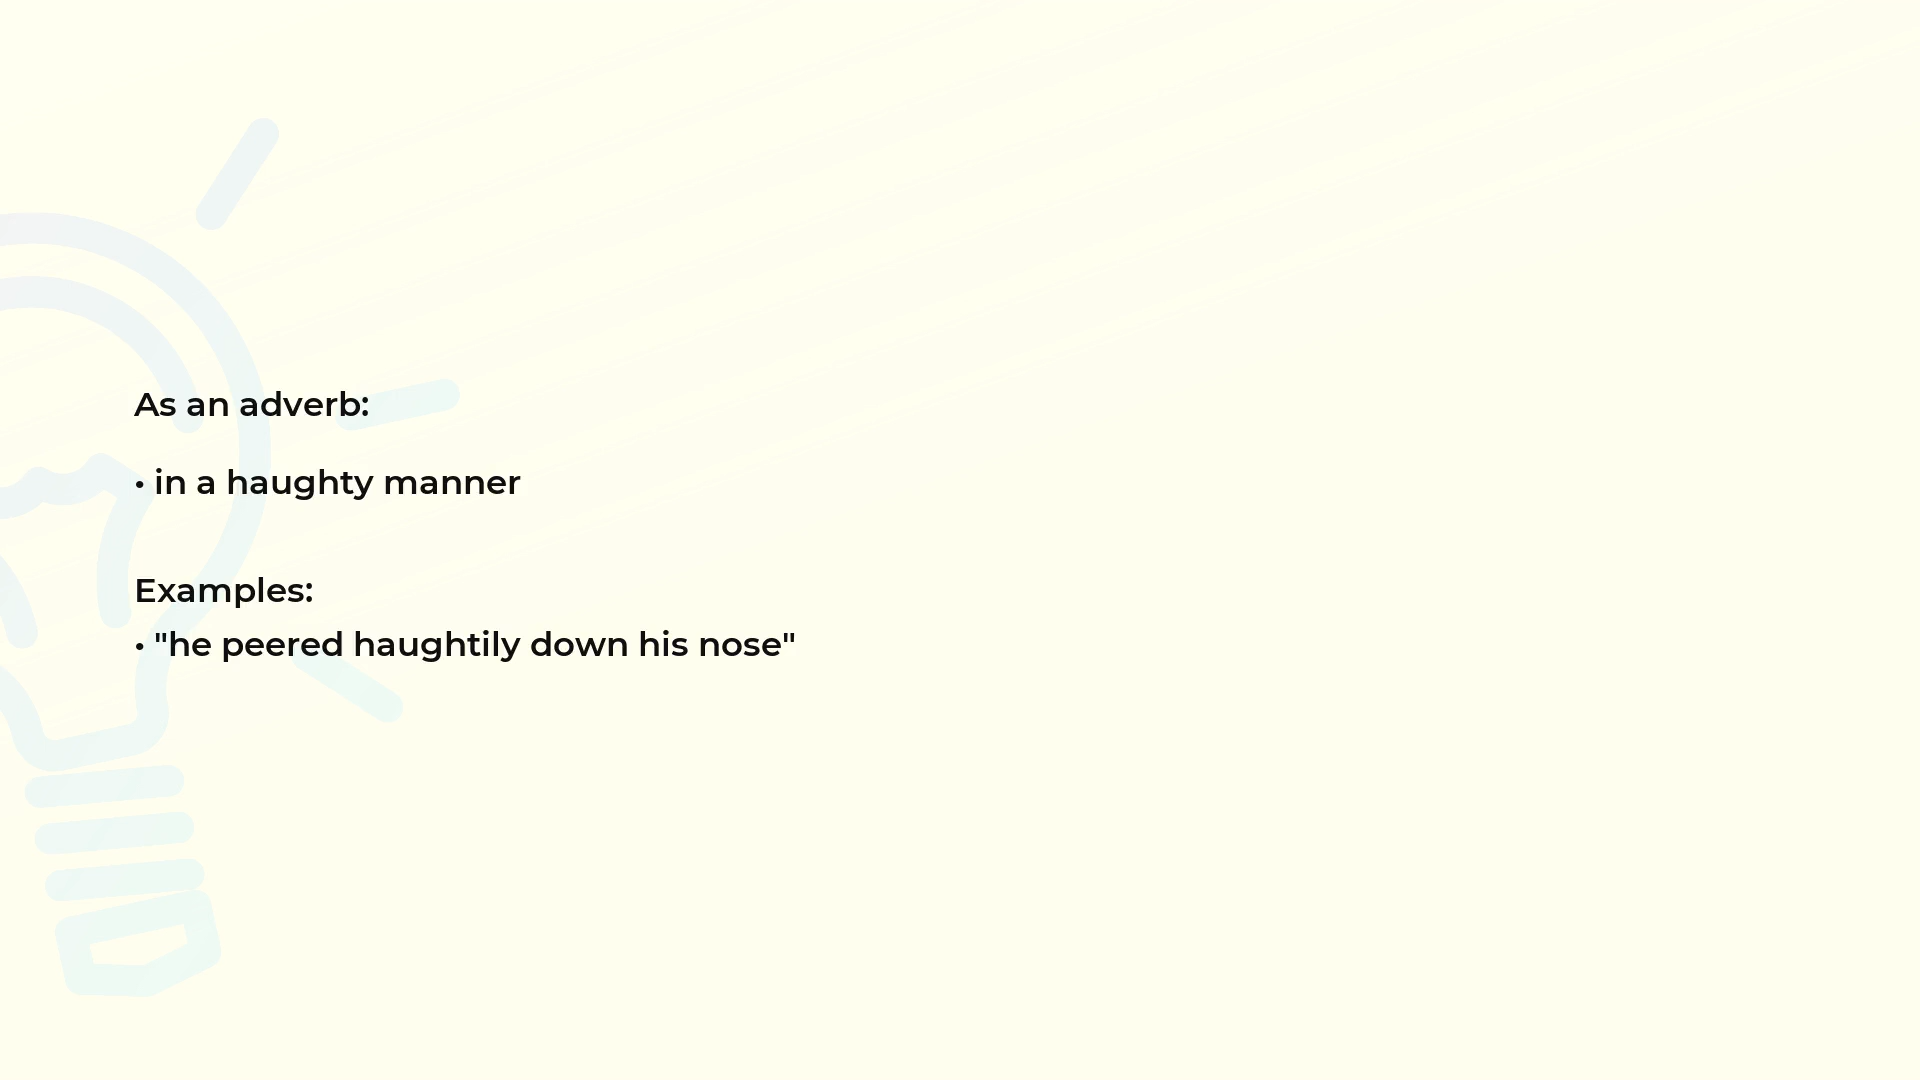 As an adverb:
• in a haughty manner
Examples:
• "he peered haughtily down his nose"